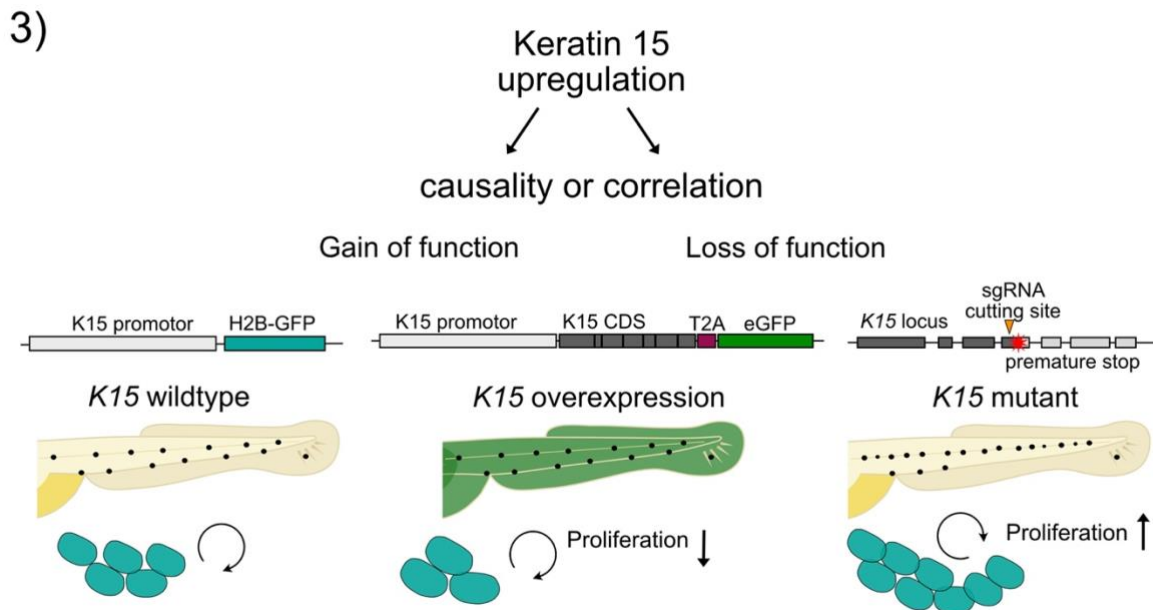 3)
Keratin 15
upregulation
causality or correlation
Gain of function
Loss of function
K15 promotor
H2B-GFP
K15 promotor
K15 CDS
T2A
eGFP
K15 locus
sgRNA
cutting site
premature stop
K15 wildtype
K15 overexpression
K15 mutant
Proliferation
Proliferation